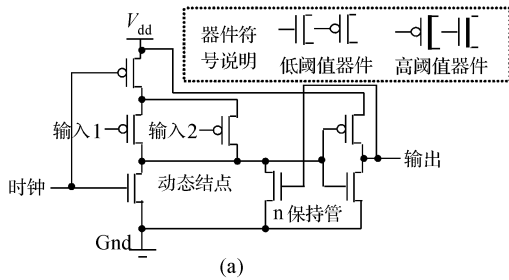 V_dd
器件符
号说明
低阈值器件
高阈值器件
输入1
输入2
输出
时钟
动态结点
n 保持管
Gnd
(a)